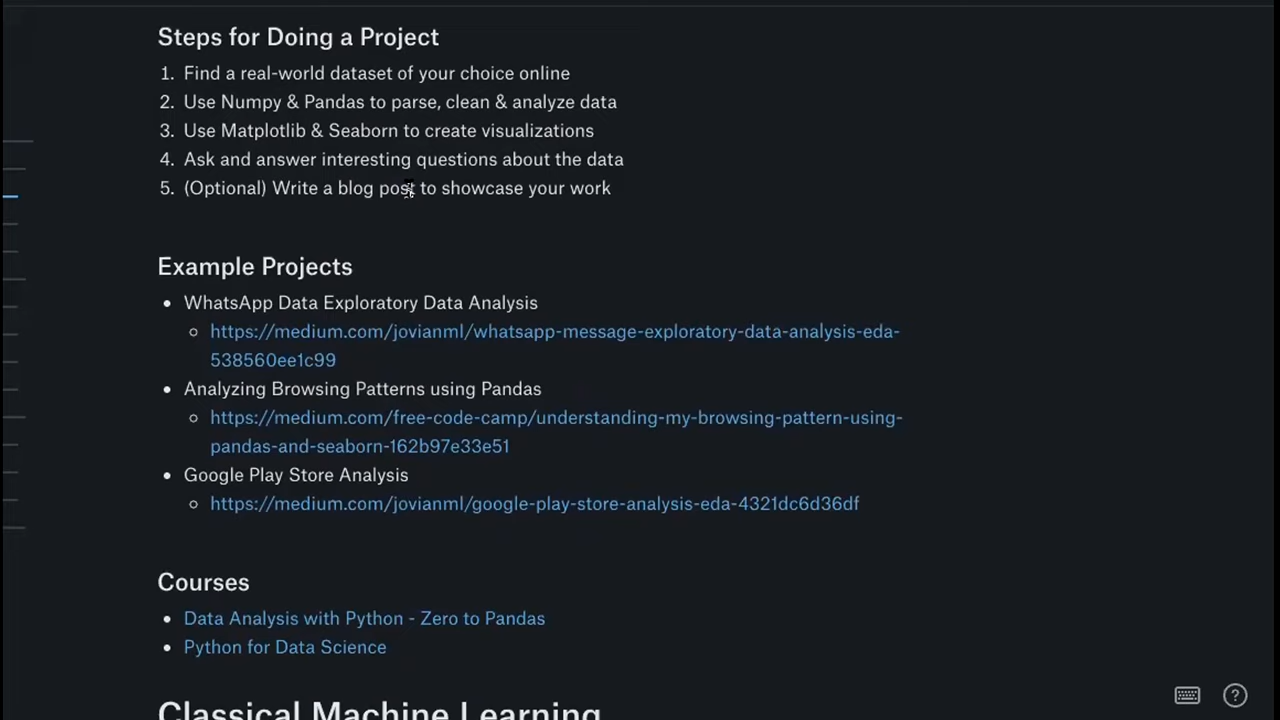 Steps for Doing a Project
1. Find a real-world dataset of your choice online
2. Use Numpy & Pandas to parse, clean & analyze data
3. Use Matplotlib & Seaborn to create visualizations
4. Ask and answer interesting questions about the data
5. (Optional) Write a blog post to showcase your work
Example Projects
• WhatsApp Data Exploratory Data Analysis
https://medium.com/jovianml/whatsapp-message-exploratory-data-analysis-eda-
538560ee1c99
• Analyzing Browsing Patterns using Pandas
https://medium.com/free-code-camp/understanding-my-browsing-pattern-using-
pandas-and-seaborn-162b97e33e51
• Google Play Store Analysis
https://medium.com/jovianml/google-play-store-analysis-eda-4321dc6d36df
Courses
• Data Analysis with Python - Zero to Pandas
• Python for Data Science
Classical Machine Learning